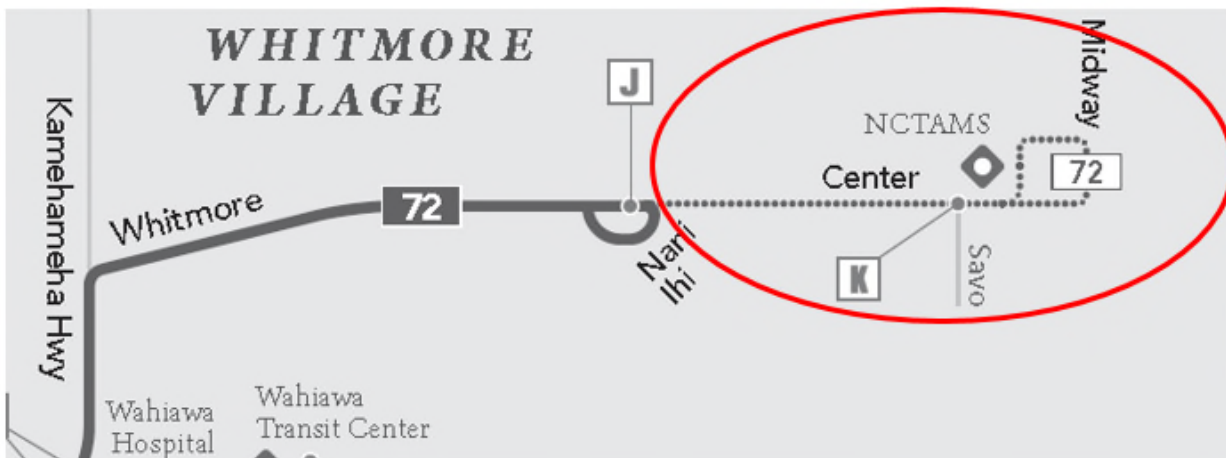 WHITMORE
VILLAGE
Kamehameha Hwy
Whitmore
72
J
Nani
Ihi
Center
NCTAMS
Midway
72
K
Savo
Wahiawa
Hospital
Wahiawa
Transit Center